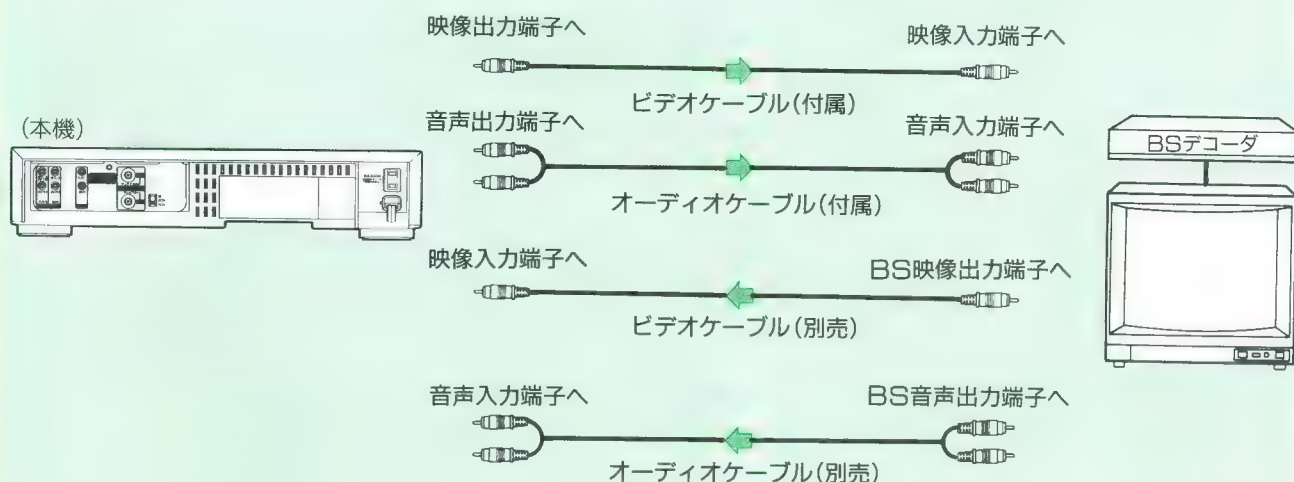 映像出力端子へ
映像入力端子へ
ビデオケーブル(付属)
(本機)
音声出力端子へ
音声入力端子へ
BSデコーダ
オーディオケーブル(付属)
映像入力端子へ
BS映像出力端子へ
ビデオケーブル(別売)
音声入力端子へ
BS音声出力端子へ
オーディオケーブル(別売)